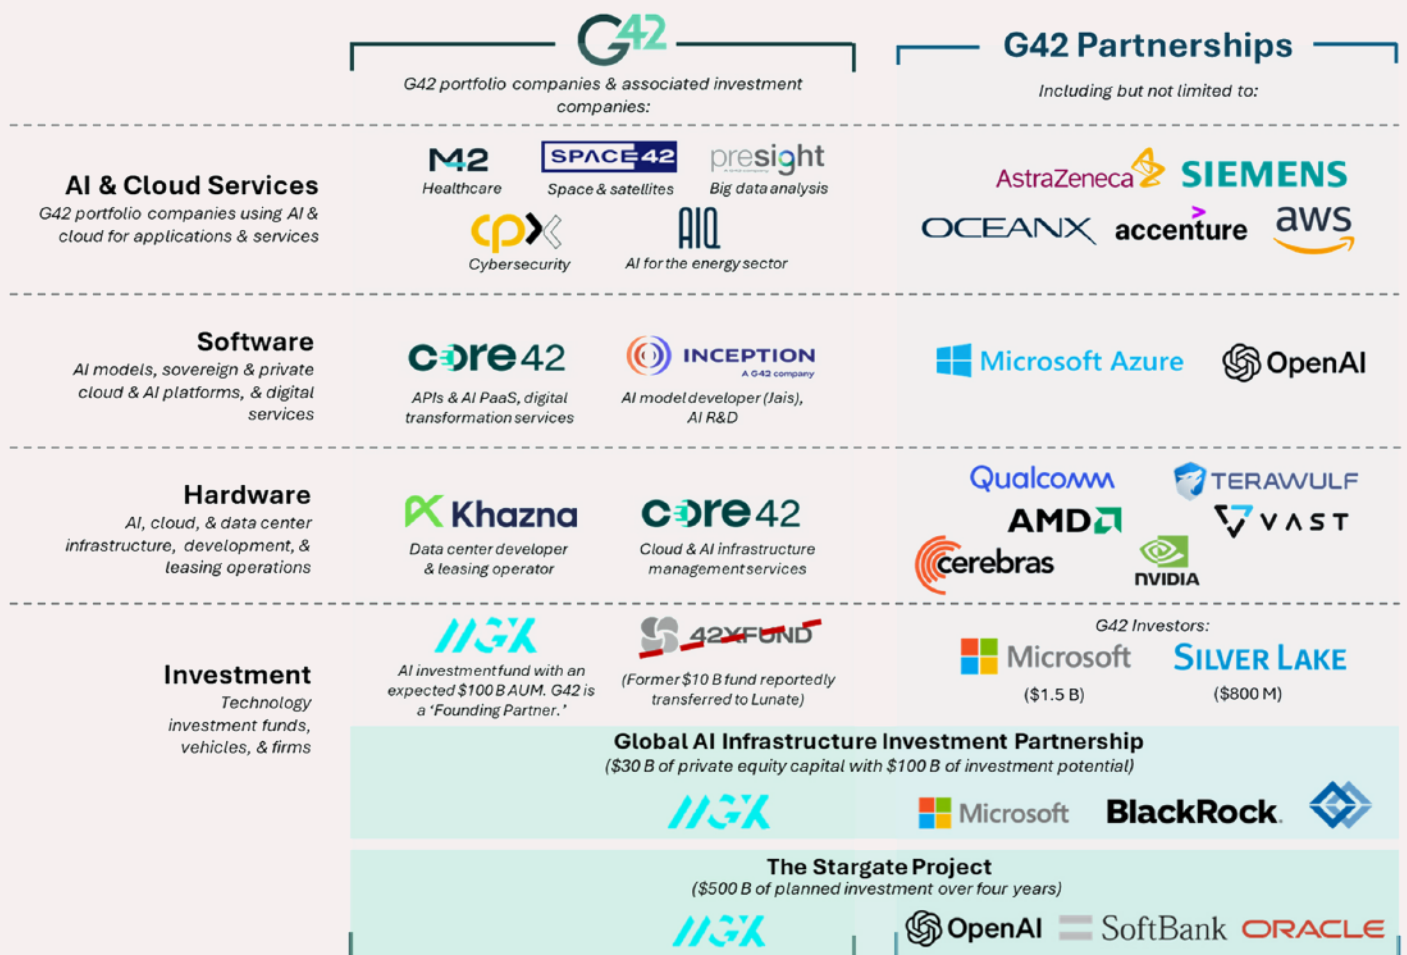 G42
G42 Partnerships
G42 portfolio companies & associated investment
companies:
Including but not limited to:
AI & Cloud Services
G42 portfolio companies using AI &
cloud for applications & services
M42
Healthcare
SPACE42
Space & satellites
presight
Big data analysis
cpx
Cybersecurity
AIQ
AI for the energy sector
AstraZeneca
SIEMENS
OCEANX
accenture
aws
Software
AI models, sovereign & private
cloud & AI platforms, & digital
services
core42
APIs & AI PaaS, digital
transformation services
INCEPTION
A G42 company
AI model developer (Jais),
AI R&D
Microsoft Azure
OpenAI
Hardware
AI, cloud, & data center
infrastructure, development, &
leasing operations
Khazna
Data center developer
& leasing operator
core42
Cloud & AI infrastructure
management services
Qualcomm
TERAWULF
AMD
VAST
cerebras
NVIDIA
Investment
Technology
investment funds,
vehicles, & firms
MGX
AI investment fund with an
expected $100 B AUM. G42 is
a ‘Founding Partner.’
42XFUND
(Former $10 B fund reportedly
transferred to Lunate)
G42 Investors:
Microsoft
($1.5 B)
SILVER LAKE
($800 M)
Global AI Infrastructure Investment Partnership
($30 B of private equity capital with $100 B of investment potential)
MGX
Microsoft
BlackRock.
The Stargate Project
($500 B of planned investment over four years)
MGX
OpenAI
SoftBank
ORACLE